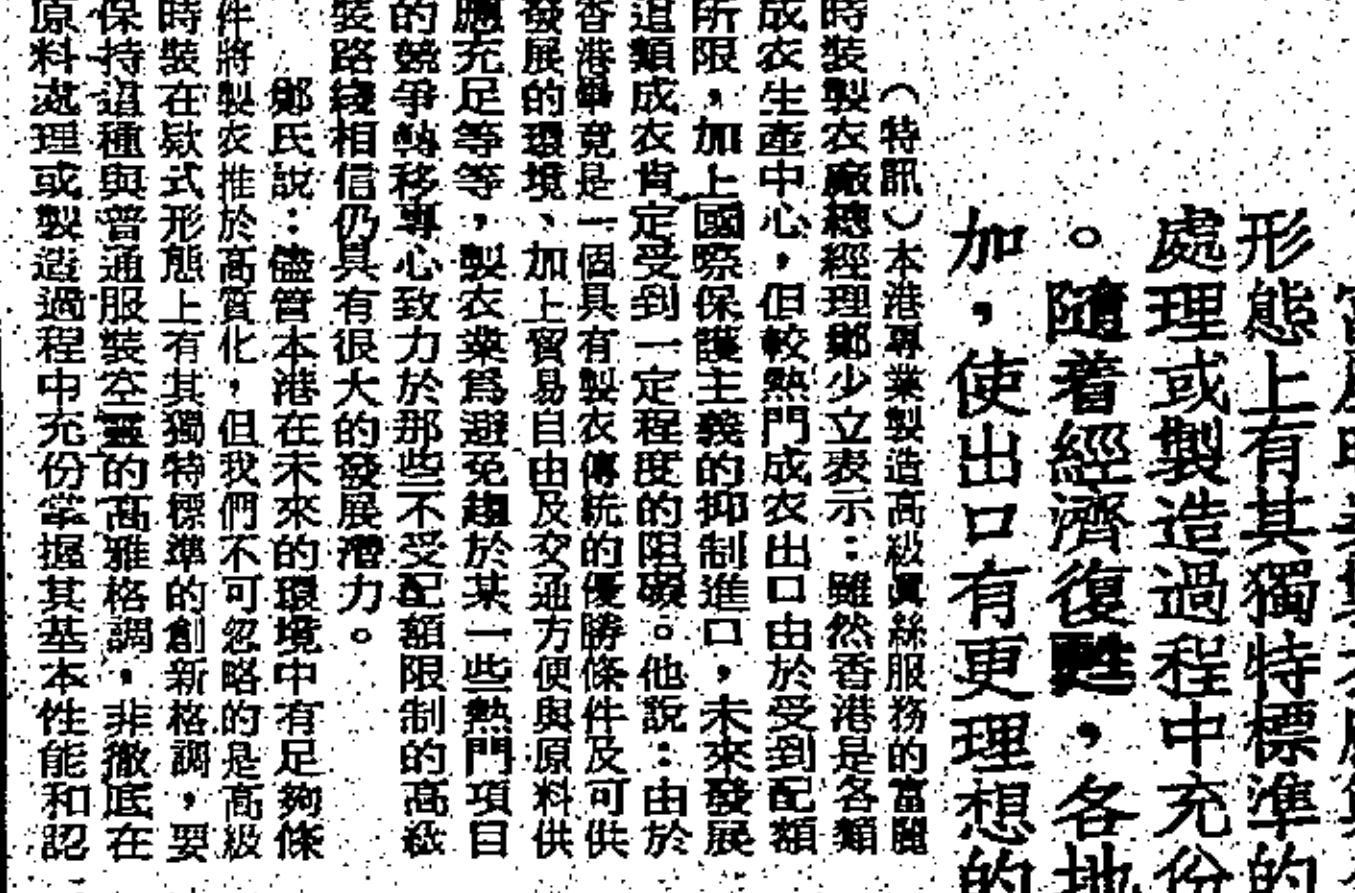 形態上有其獨特標準的
處理或製造過程中充份
。隨着經濟復甦，各地
加，使出口有更理想的
（特訊）本港專業製造高級眞絲服務的富麗
時裝製衣廠總經理鄭少立表示：雖然香港是各類
成衣生產中心，但較熱門成衣出口由於受到配額
所限，加上國際保護主義的抑制進口，未來發展
這類成衣肯定受到一定程度的阻礙。他說：由於
香港畢竟是一個具有製衣傳統的優勝條件及可供
發展的環境、加上貿易自由及交通方便與原料供
應充足等等，製衣業爲避免趨於某一些熱門項目
的競爭轉移專心致力於那些不受配額限制的高級
裝路綫相信仍具有很大的發展潛力。
鄭氏說：儘管本港在未來的環境中有足夠條
件將製衣推於高質化，但我們不可忽略的是高級
時裝在欵式形態上有其獨特標準的創新格調，要
保持這種與普通服裝空靈的高雅格調，非徹底在
原料處理或製造過程中充份掌握其基本性能和認